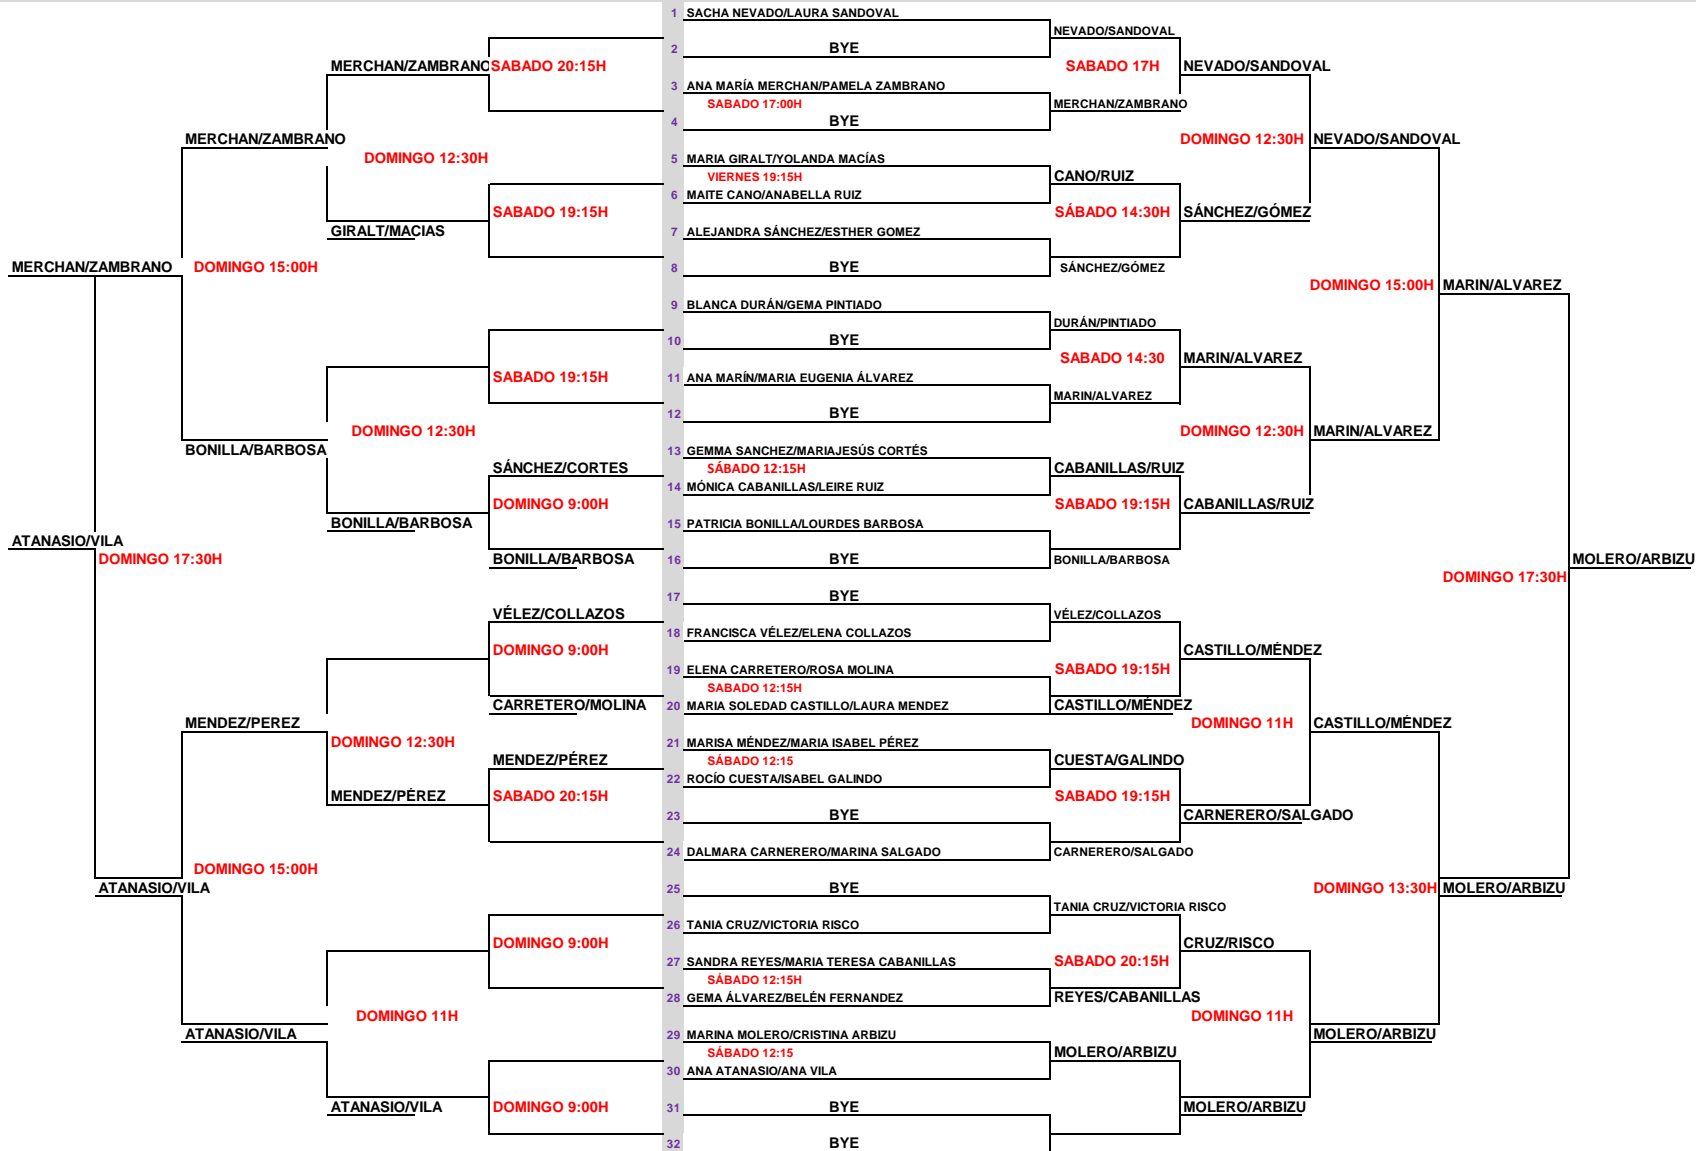 1 SACHA NEVADO/LAURA SANDOVAL
NEVADO/SANDOVAL
2 BYE
MERCHAN/ZAMBRANO SABADO 20:15H
SABADO 17H
NEVADO/SANDOVAL
3 ANA MARÍA MERCHAN/PAMELA ZAMBRANO
SABADO 17:00H
MERCHAN/ZAMBRANO
4 BYE
MERCHAN/ZAMBRANO
DOMINGO 12:30H
NEVADO/SANDOVAL
DOMINGO 12:30H
5 MARIA GIRALT/YOLANDA MACÍAS
VIERNES 19:15H
CANO/RUIZ
6 MAITE CANO/ANABELLA RUIZ
SABADO 19:15H
SÁBADO 14:30H
SÁNCHEZ/GÓMEZ
GIRALT/MACIAS
7 ALEJANDRA SÁNCHEZ/ESTHER GOMEZ
MERCHAN/ZAMBRANO
DOMINGO 15:00H
8 BYE
SÁNCHEZ/GÓMEZ
DOMINGO 15:00H
MARIN/ALVAREZ
9 BLANCA DURÁN/GEMA PINTIADO
DURÁN/PINTIADO
10 BYE
SABADO 14:30
MARIN/ALVAREZ
SABADO 19:15H
11 ANA MARÍN/MARIA EUGENIA ÁLVAREZ
MARIN/ALVAREZ
12 BYE
DOMINGO 12:30H
DOMINGO 12:30H
MARIN/ALVAREZ
BONILLA/BARBOSA
13 GEMMA SANCHEZ/MARIAJESÚS CORTÉS
SÁNCHEZ/CORTES
SÁBADO 12:15H
CABANILLAS/RUIZ
14 MÓNICA CABANILLAS/LEIRE RUIZ
DOMINGO 9:00H
SABADO 19:15H
CABANILLAS/RUIZ
BONILLA/BARBOSA
15 PATRICIA BONILLA/LOURDES BARBOSA
ATANASIO/VILA
DOMINGO 17:30H
BONILLA/BARBOSA
16 BYE
BONILLA/BARBOSA
MOLERO/ARBIZU
DOMINGO 17:30H
17 BYE
VÉLEZ/COLLAZOS
VÉLEZ/COLLAZOS
18 FRANCISCA VÉLEZ/ELENA COLLAZOS
DOMINGO 9:00H
CASTILLO/MÉNDEZ
19 ELENA CARRETERO/ROSA MOLINA
SABADO 19:15H
SABADO 12:15H
CARRETERO/MOLINA
20 MARIA SOLEDAD CASTILLO/LAURA MENDEZ
CASTILLO/MÉNDEZ
MENDEZ/PEREZ
DOMINGO 11H
CASTILLO/MÉNDEZ
DOMINGO 12:30H
21 MARISA MÉNDEZ/MARIA ISABEL PÉREZ
MENDEZ/PÉREZ
SÁBADO 12:15
CUESTA/GALINDO
22 ROCÍO CUESTA/ISABEL GALINDO
MENDEZ/PÉREZ
SABADO 20:15H
SABADO 19:15H
23 BYE
CARNERERO/SALGADO
24 DALMARA CARNERERO/MARINA SALGADO
CARNERERO/SALGADO
DOMINGO 15:00H
ATANASIO/VILA
25 BYE
DOMINGO 13:30H
MOLERO/ARBIZU
TANIA CRUZ/VICTORIA RISCO
26 TANIA CRUZ/VICTORIA RISCO
DOMINGO 9:00H
CRUZ/RISCO
27 SANDRA REYES/MARIA TERESA CABANILLAS
SABADO 20:15H
SÁBADO 12:15H
28 GEMA ÁLVAREZ/BELÉN FERNANDEZ
REYES/CABANILLAS
DOMINGO 11H
DOMINGO 11H
ATANASIO/VILA
29 MARINA MOLERO/CRISTINA ARBIZU
MOLERO/ARBIZU
SÁBADO 12:15
MOLERO/ARBIZU
30 ANA ATANASIO/ANA VILA
ATANASIO/VILA
DOMINGO 9:00H
31 BYE
MOLERO/ARBIZU
32 BYE